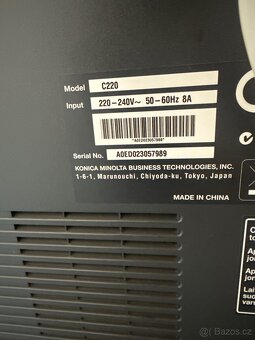 Model C220
Input 220-240V~ 50-60Hz 8A
Serial No. A0ED023057989
KONICA MINOLTA BUSINESS TECHNOLOGIES, INC.
1-6-1, Marunouchi, Chiyoda-ku, Tokyo, Japan
MADE IN CHINA
bazos.cz